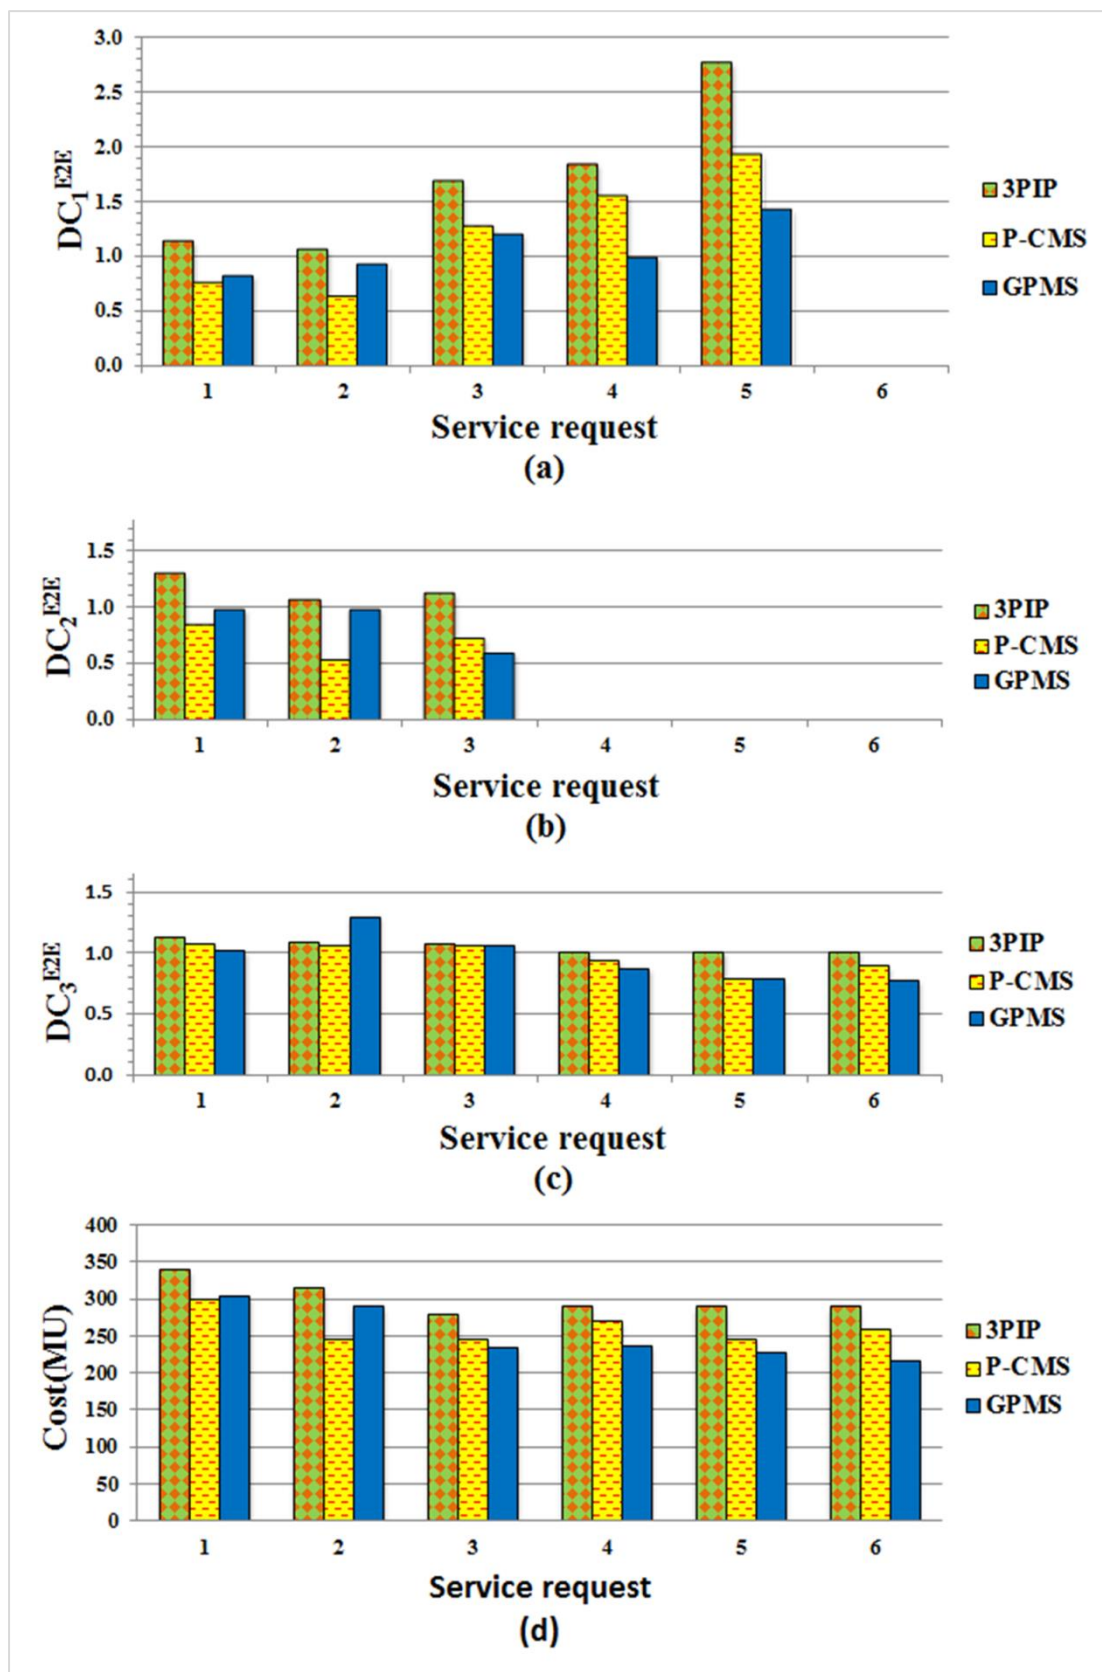 3.0
2.5
2.0
1.5
1.0
0.5
0.0
DC₁ᴱ²ᴱ
3PIP
P-CMS
GPMS
1 2 3 4 5 6
Service request
(a)
1.5
1.0
0.5
0.0
DC₂ᴱ²ᴱ
3PIP
P-CMS
GPMS
1 2 3 4 5 6
Service request
(b)
1.5
1.0
0.5
0.0
DC₃ᴱ²ᴱ
3PIP
P-CMS
GPMS
1 2 3 4 5 6
Service request
(c)
400
350
300
250
200
150
100
50
0
Cost(MU)
3PIP
P-CMS
GPMS
1 2 3 4 5 6
Service request
(d)